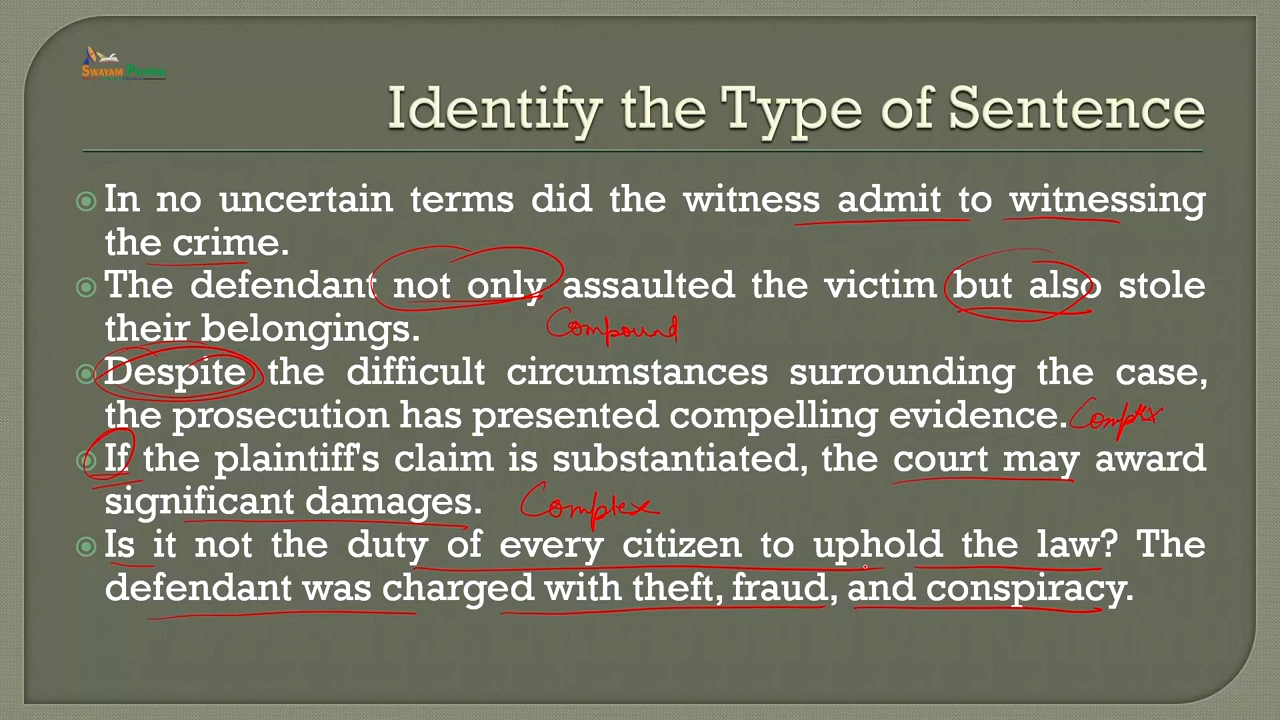 SWAYAM PRABHA
Identify the Type of Sentence
In no uncertain terms did the witness admit to witnessing
the crime.
The defendant not only assaulted the victim but also stole
their belongings.
Compound
Despite the difficult circumstances surrounding the case,
the prosecution has presented compelling evidence. Complex
If the plaintiff's claim is substantiated, the court may award
significant damages. Complex
Is it not the duty of every citizen to uphold the law? The
defendant was charged with theft, fraud, and conspiracy.